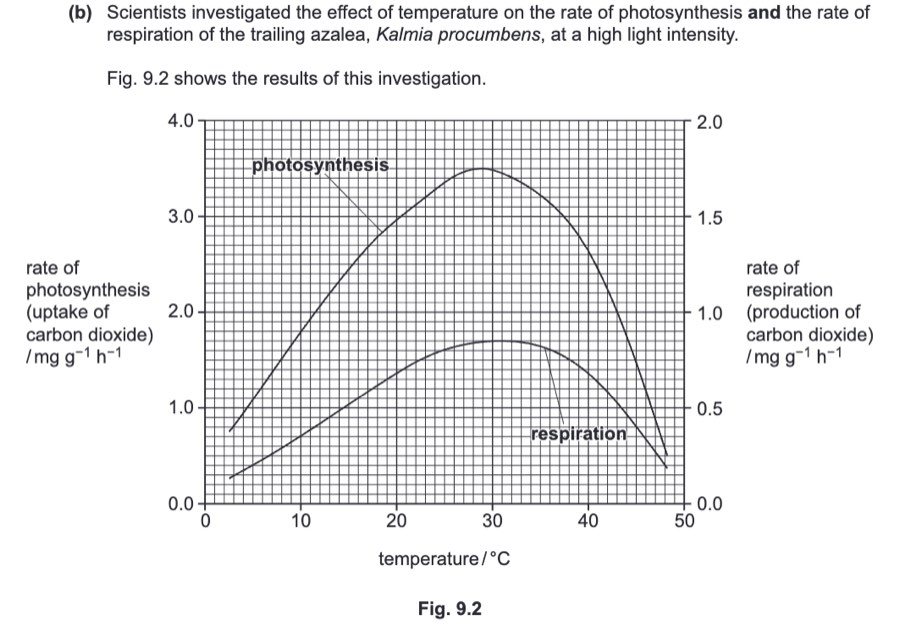 (b) Scientists investigated the effect of temperature on the rate of photosynthesis and the rate of
respiration of the trailing azalea, Kalmia procumbens, at a high light intensity.
Fig. 9.2 shows the results of this investigation.
4.0
2.0
photosynthesis
3.0
1.5
rate of
photosynthesis
(uptake of
carbon dioxide)
/mg g⁻¹ h⁻¹
2.0
1.0
rate of
respiration
(production of
carbon dioxide)
/mg g⁻¹ h⁻¹
1.0
0.5
respiration
0.0
0.0
0 10 20 30 40 50
temperature/°C
Fig. 9.2